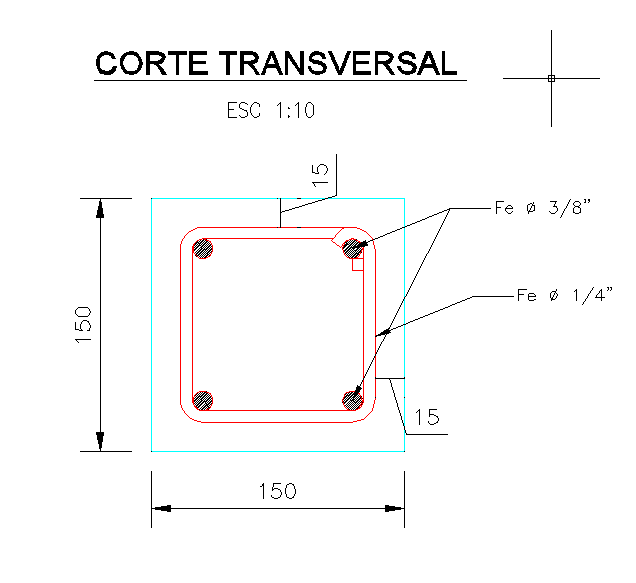 CORTE TRANSVERSAL
ESC 1:10
15
Fe ø 3/8"
Fe ø 1/4"
150
15
150